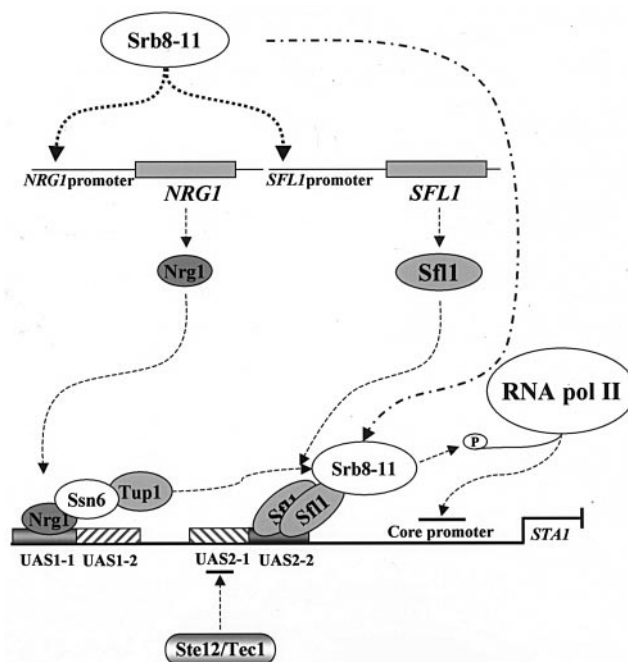 Srb8-11
NRG1promoter
NRG1
SFL1promoter
SFL1
Nrg1
Sfl1
RNA pol II
P
Srb8-11
Ssn6
Tup1
Nrg1
Sfl1
Sfl1
Core promoter
STA1
UAS1-1
UAS1-2
UAS2-1
UAS2-2
Ste12/Tec1